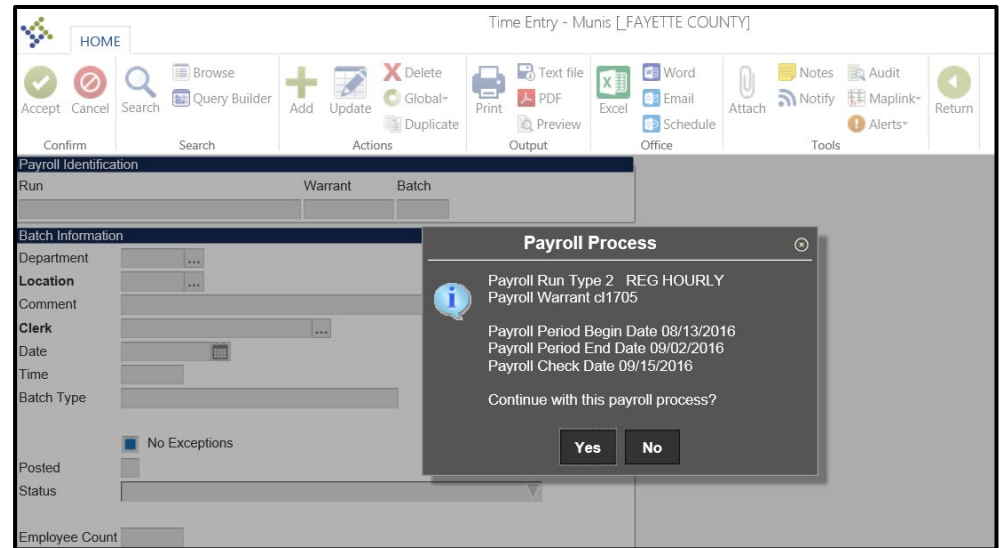 Time Entry - Munis [_FAYETTE COUNTY]
HOME
Accept
Cancel
Search
Browse
Query Builder
Add
Update
Delete
Global
Duplicate
Print
Text file
PDF
Preview
Excel
Word
Email
Schedule
Attach
Notes
Notify
Audit
Maplink
Alerts
Return
Confirm
Search
Actions
Output
Office
Tools
Payroll Identification
Run Warrant Batch
Batch Information
Department ...
Location ...
Comment
Clerk ...
Date
Time
Batch Type
No Exceptions
Posted
Status
Employee Count
Payroll Process
Payroll Run Type 2 REG HOURLY
Payroll Warrant cl1705
Payroll Period Begin Date 08/13/2016
Payroll Period End Date 09/02/2016
Payroll Check Date 09/15/2016
Continue with this payroll process?
Yes No